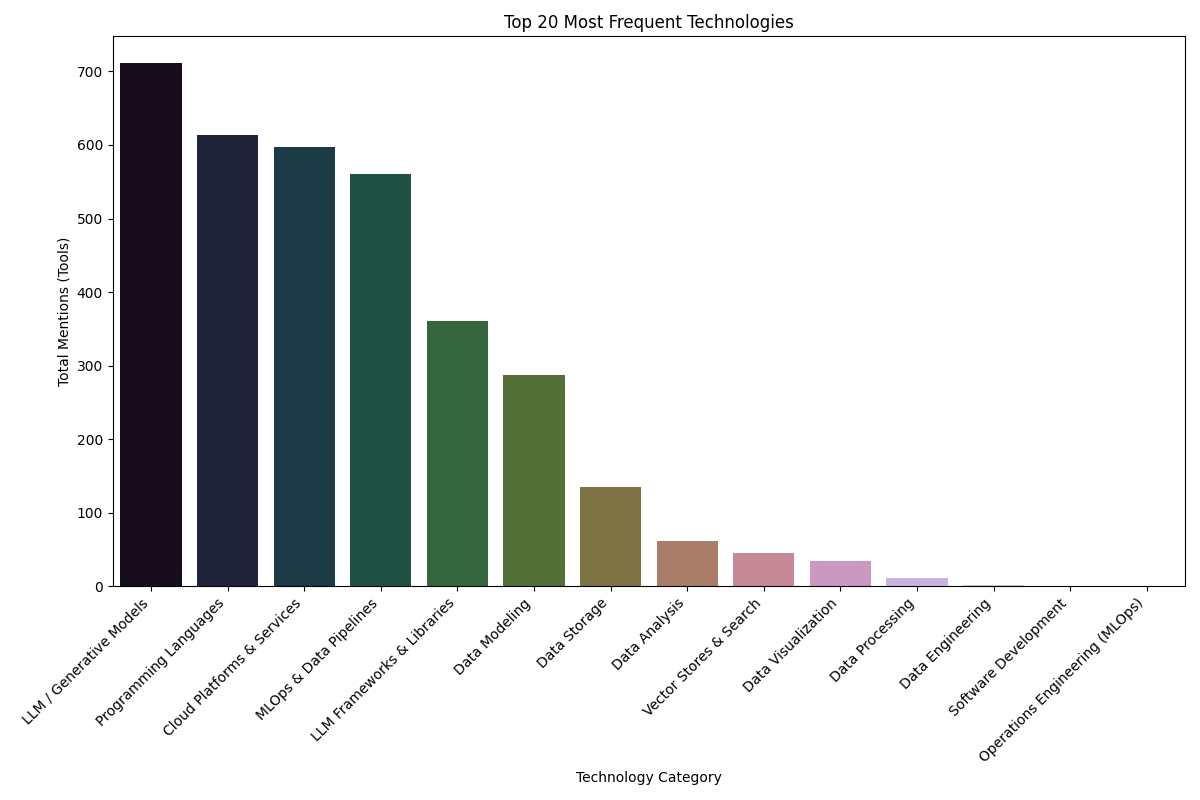 Top 20 Most Frequent Technologies
Total Mentions (Tools)
700
600
500
400
300
200
100
0
LLM / Generative Models
Programming Languages
Cloud Platforms & Services
MLOps & Data Pipelines
LLM Frameworks & Libraries
Data Modeling
Data Storage
Data Analysis
Vector Stores & Search
Data Visualization
Data Processing
Data Engineering
Software Development
Operations Engineering (MLOps)
Technology Category